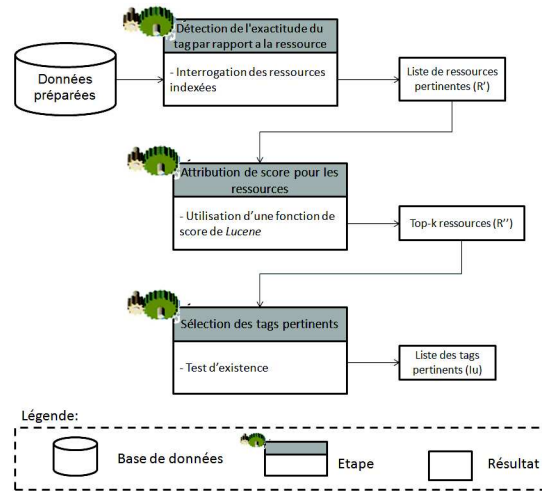 Détection de l'exactitude du
tag par rapport a la ressource
Données
préparées
- Interrogation des ressources
indexées
Liste de ressources
pertinentes (R')
Attribution de score pour les
ressources
- Utilisation d'une fonction de
score de Lucene
Top-k ressources (R'')
Sélection des tags pertinents
- Test d'existence
Liste des tags
pertinents (Iu)
Légende:
Base de données
Etape
Résultat